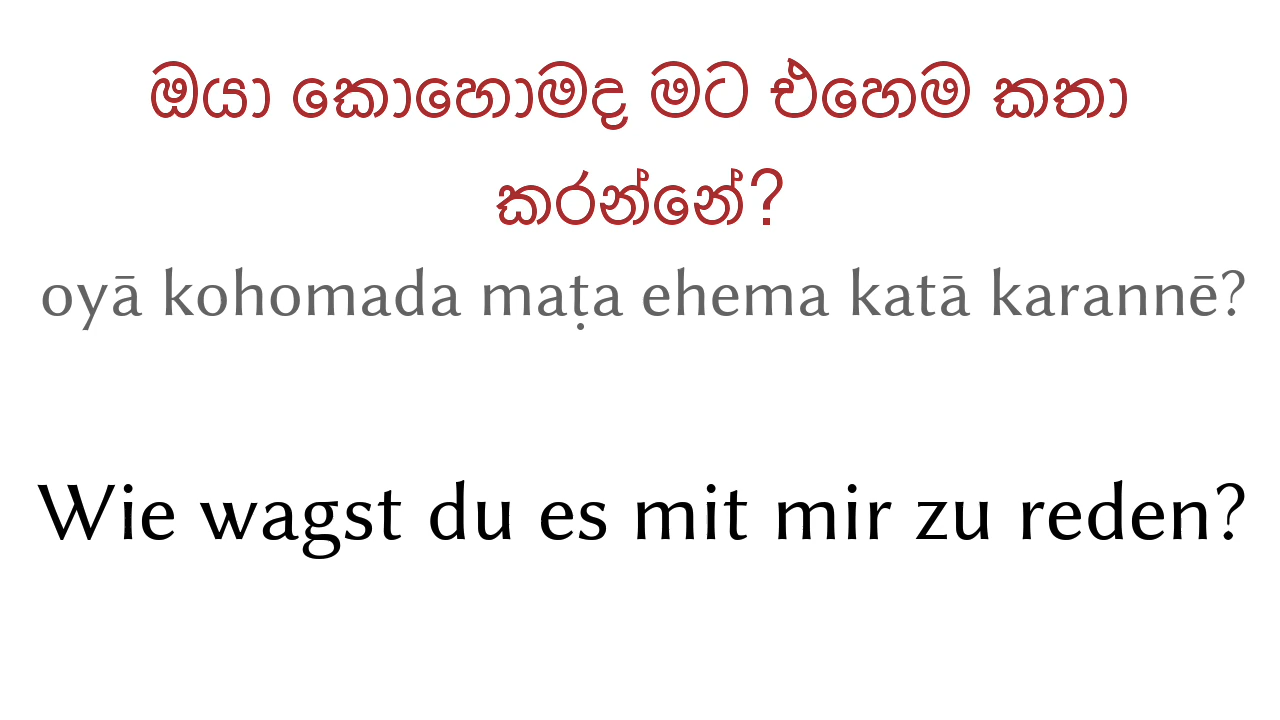 ඔයා කොහොමද මට එහෙම කතා
කරන්නේ?
oyā kohomada maṭa ehema katā karannē?
Wie wagst du es mit mir zu reden?